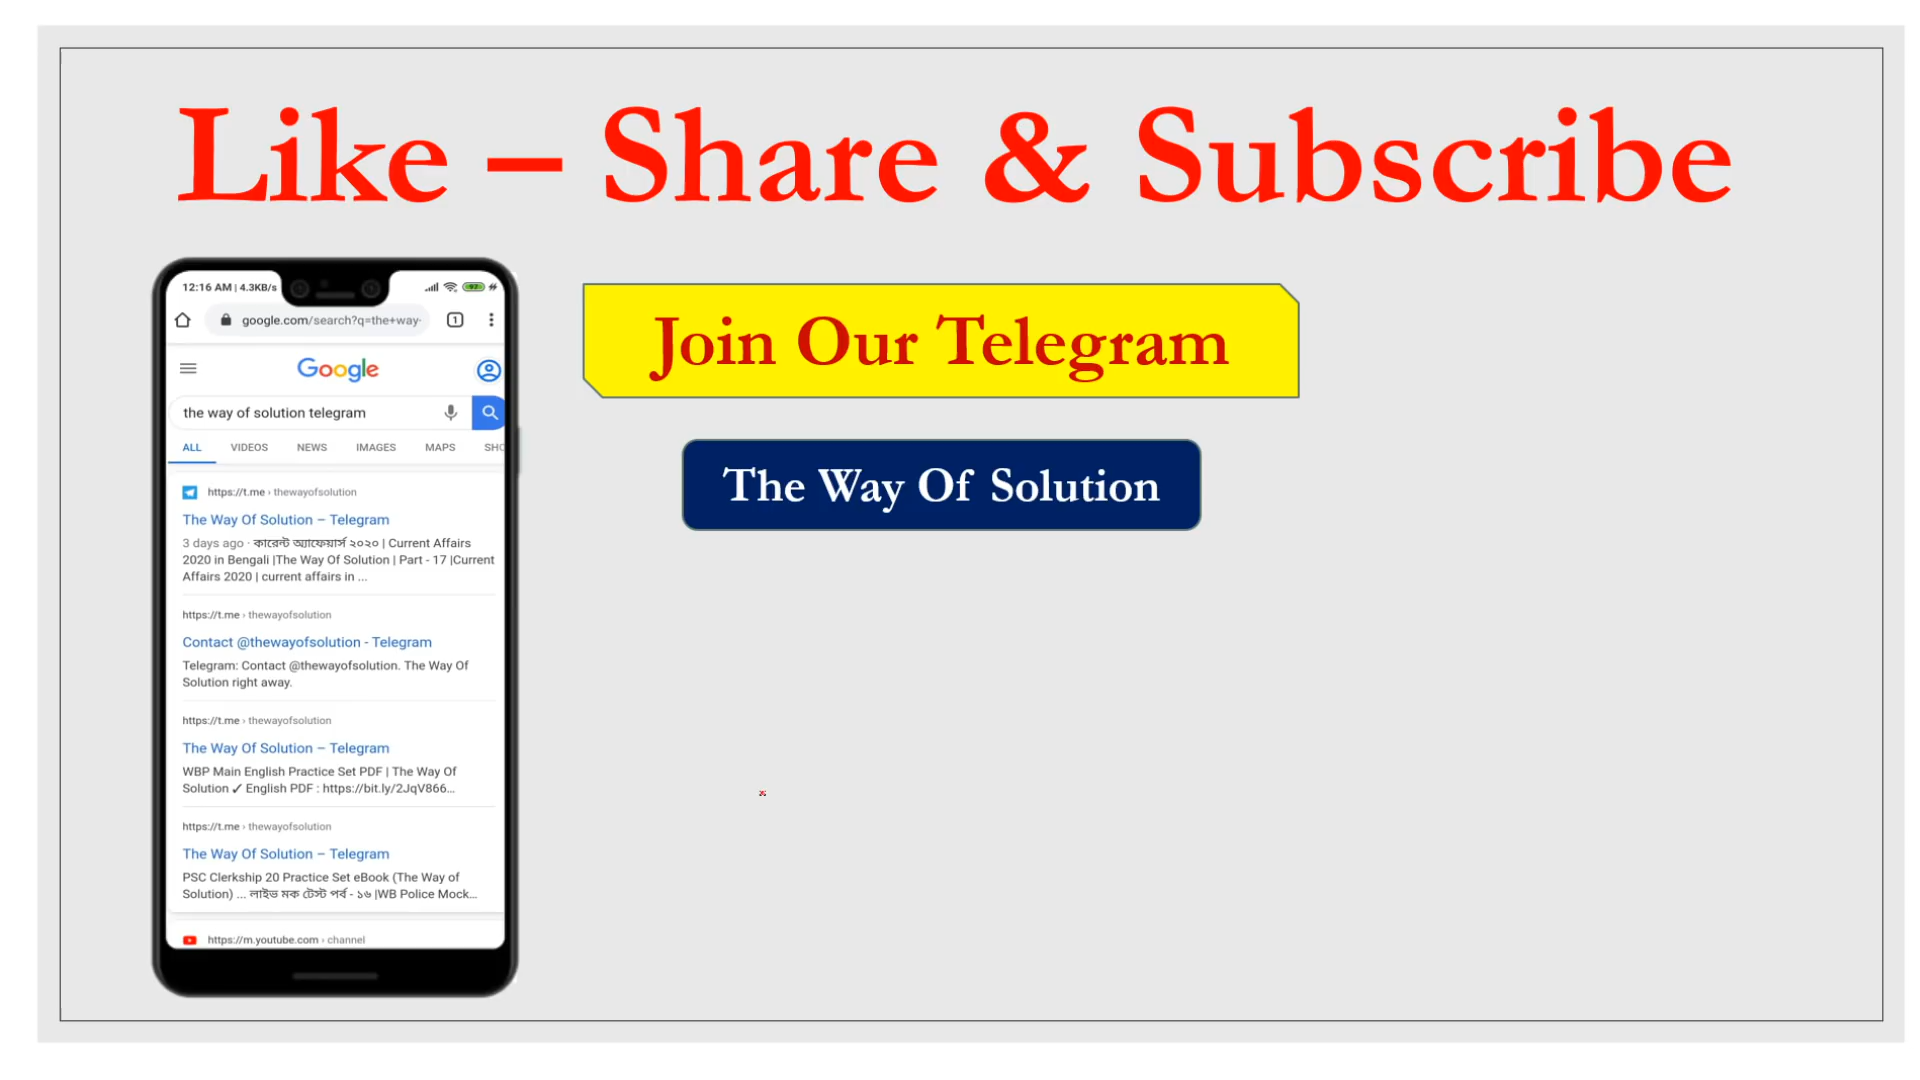 Like – Share & Subscribe
12:16 AM | 4.3KB/s
97
google.com/search?q=the+way-
1
Google
the way of solution telegram
ALL VIDEOS NEWS IMAGES MAPS SHO
https://t.me › thewayofsolution
The Way Of Solution – Telegram
3 days ago · কারেন্ট অ্যাফেয়ার্স ২০২০ | Current Affairs
2020 in Bengali |The Way Of Solution | Part - 17 |Current
Affairs 2020 | current affairs in ...
https://t.me › thewayofsolution
Contact @thewayofsolution - Telegram
Telegram: Contact @thewayofsolution. The Way Of
Solution right away.
https://t.me › thewayofsolution
The Way Of Solution – Telegram
WBP Main English Practice Set PDF | The Way Of
Solution ✓ English PDF : https://bit.ly/2JqV866...
https://t.me › thewayofsolution
The Way Of Solution – Telegram
PSC Clerkship 20 Practice Set eBook (The Way of
Solution) ... লাইভ মক টেস্ট পর্ব - ১৬ |WB Police Mock...
https://m.youtube.com › channel
Join Our Telegram
The Way Of Solution